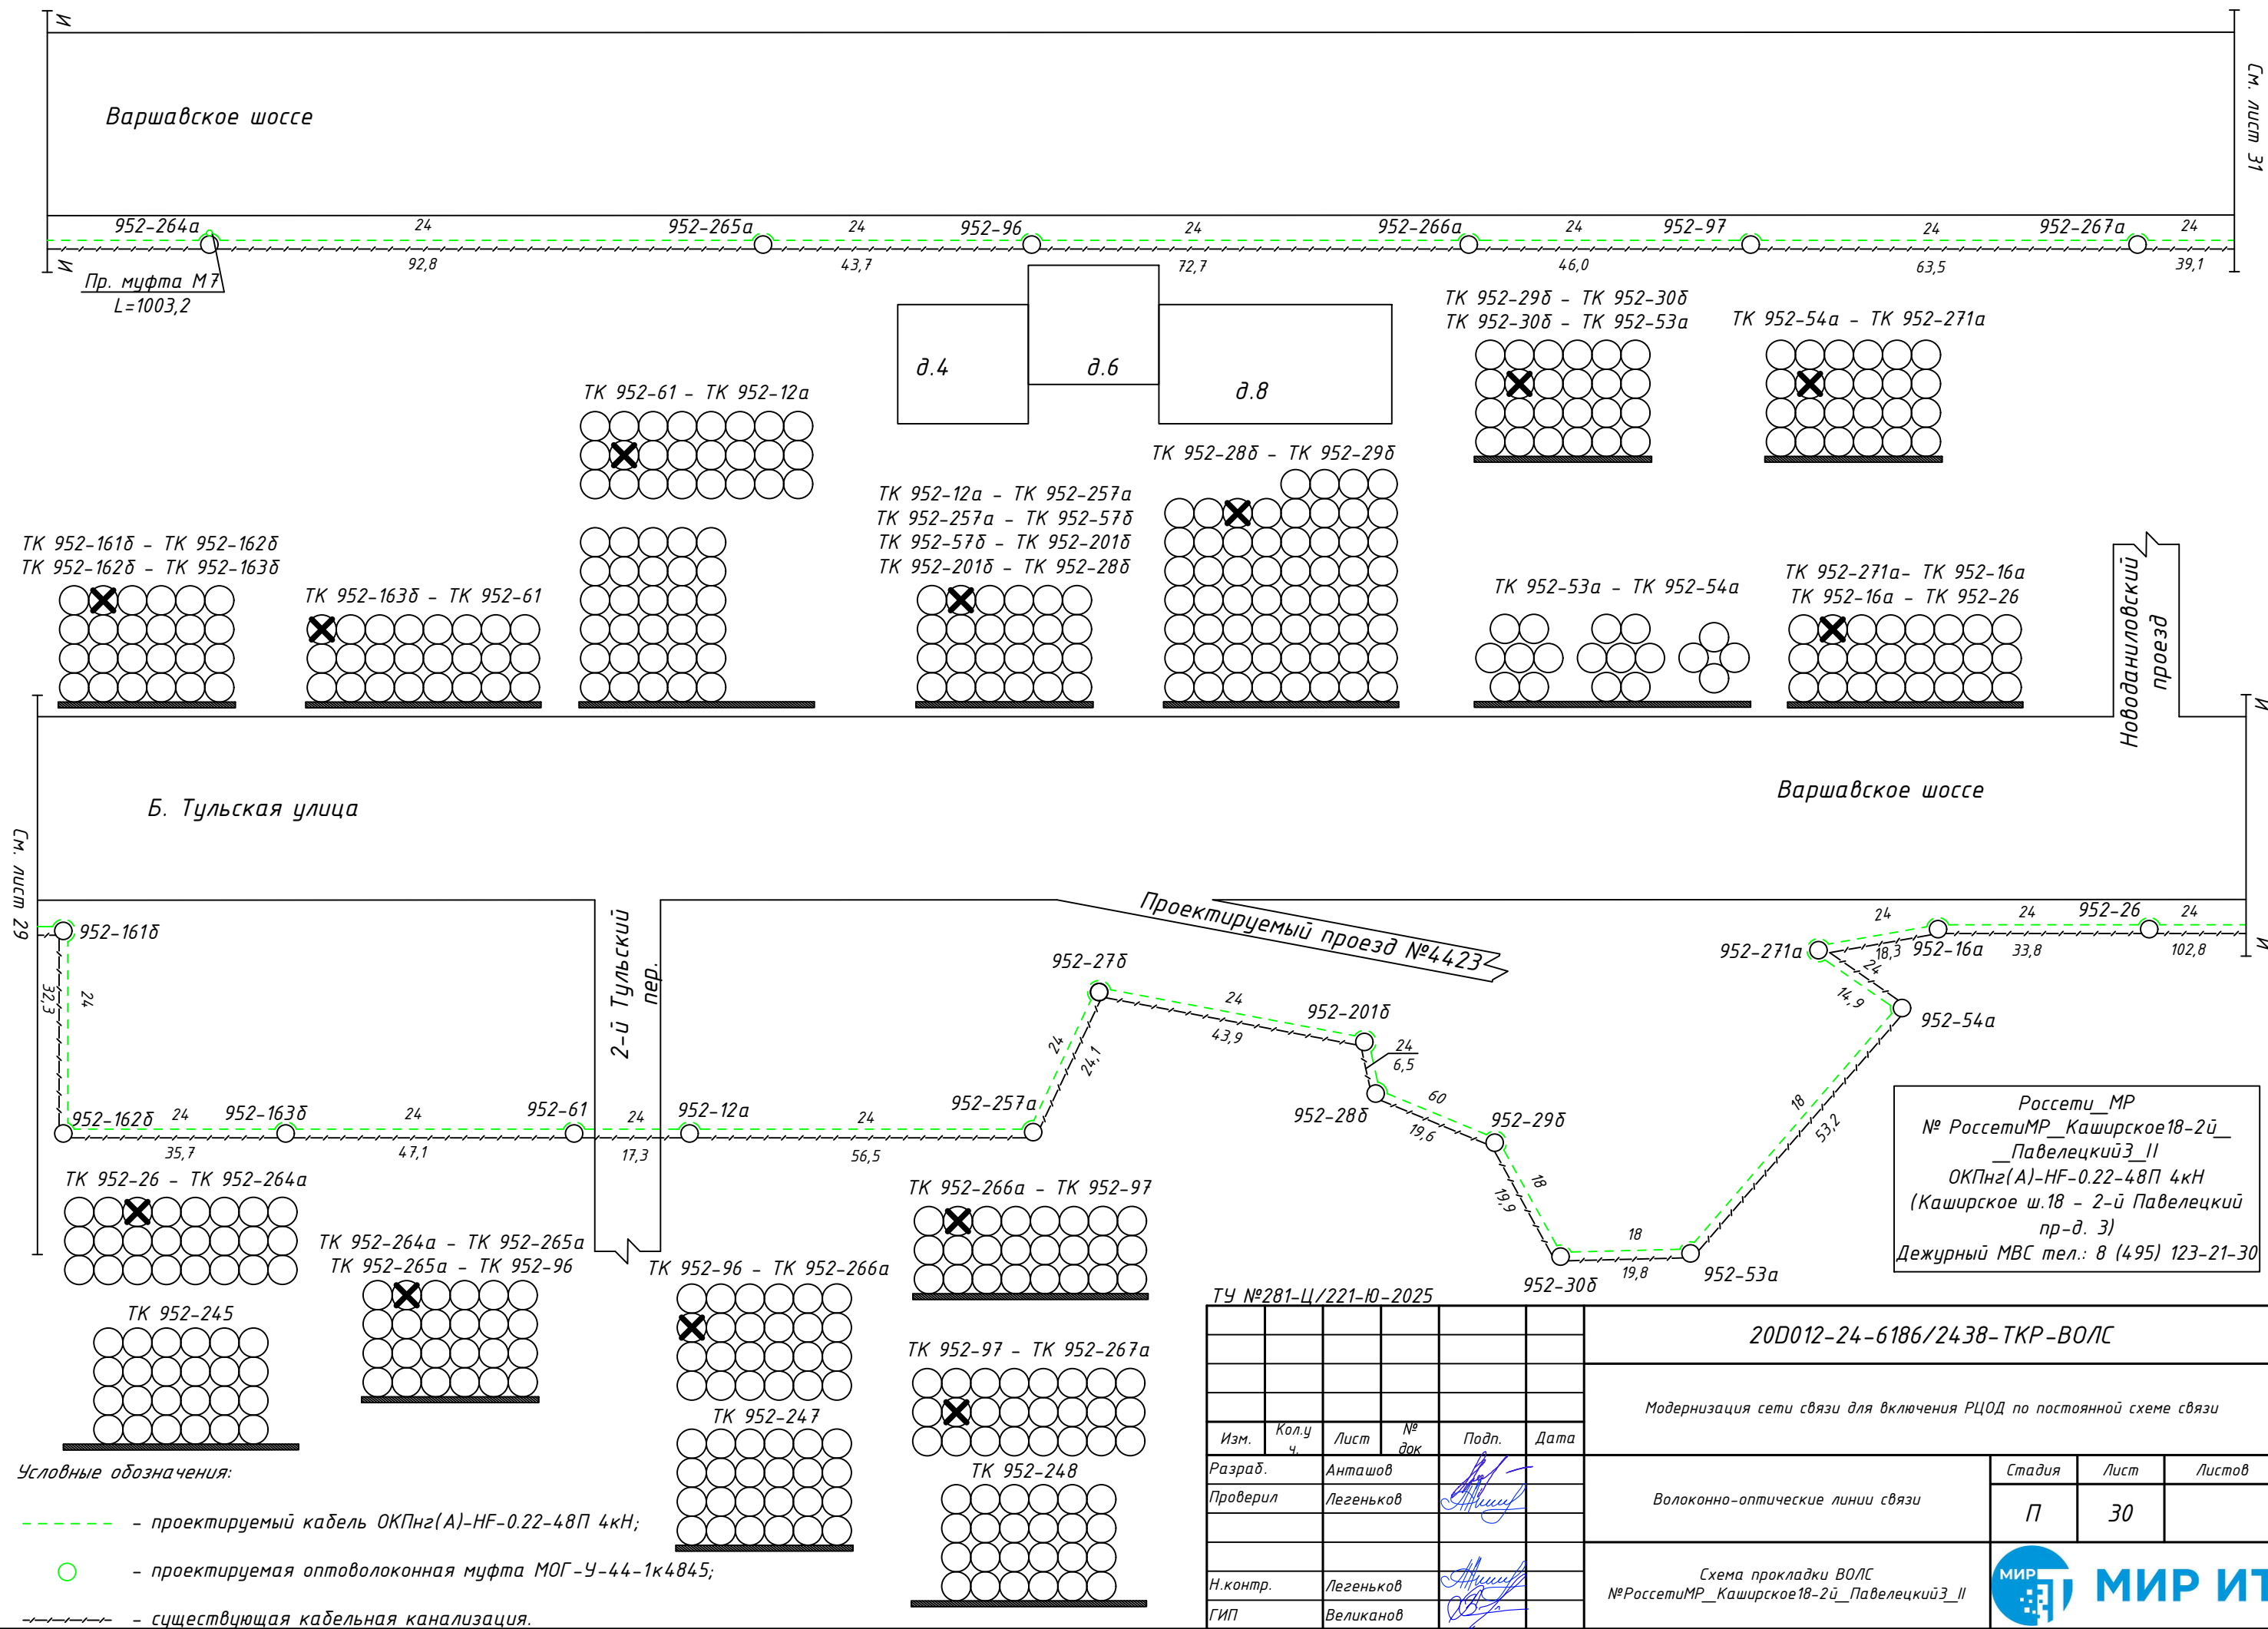 И
См. лист 31
Варшавское шоссе
952-264а
24
952-265а
24
952-96
24
952-266а
24
952-97
24
952-267а
24
И
92,8
43,7
72,7
46,0
63,5
39,1
Пр. муфта М7
L=1003,2
д.4
д.6
д.8
ТК 952-29б - ТК 952-30б
ТК 952-30б - ТК 952-53а
ТК 952-54а - ТК 952-271а
ТК 952-61 - ТК 952-12а
ТК 952-28б - ТК 952-29б
ТК 952-12а - ТК 952-257а
ТК 952-257а - ТК 952-57б
ТК 952-57б - ТК 952-201б
ТК 952-201б - ТК 952-28б
ТК 952-161б - ТК 952-162б
ТК 952-162б - ТК 952-163б
ТК 952-163б - ТК 952-61
ТК 952-53а - ТК 952-54а
ТК 952-271а- ТК 952-16а
ТК 952-16а - ТК 952-26
Новоданиловский
проезд
И
Б. Тульская улица
Варшавское шоссе
См. лист 29
952-161б
32,3
24
2-й Тульский
пер.
Проектируемый проезд №4423
952-27б
24
43,9
952-201б
24
6,5
24
24,1
952-271а
24
18,3
952-16а
24
33,8
952-26
24
102,8
И
24
14,9
952-54а
952-162б
24
35,7
952-163б
24
47,1
952-61
24
17,3
952-12а
24
56,5
952-257а
952-28б
60
19,6
952-29б
18
19,9
952-30б
18
19,8
952-53а
18
53,2
Россети_МР
№ РоссетиМР_Каширское18-2й_
_Павелецкий3_II
ОКПнг(А)-HF-0.22-48П 4кН
(Каширское ш.18 - 2-й Павелецкий
пр-д. 3)
Дежурный МВС тел.: 8 (495) 123-21-30
ТК 952-26 - ТК 952-264а
ТК 952-264а - ТК 952-265а
ТК 952-265а - ТК 952-96
ТК 952-96 - ТК 952-266а
ТК 952-266а - ТК 952-97
ТК 952-245
ТК 952-97 - ТК 952-267а
ТК 952-247
ТК 952-248
Условные обозначения:
- проектируемый кабель ОКПнг(А)-HF-0.22-48П 4кН;
- проектируемая оптоволоконная муфта МОГ-У-44-1к4845;
- существующая кабельная канализация.
ТУ №281-Ц/221-Ю-2025
20D012-24-6186/2438-ТКР-ВОЛС
Модернизация сети связи для включения РЦОД по постоянной схеме связи
Изм.
Кол.у
ч.
Лист
№
док
Подп.
Дата
Разраб.
Анташов
Проверил
Легеньков
Н.контр.
Легеньков
ГИП
Великанов
Волоконно-оптические линии связи
Стадия
Лист
Листов
П
30
Схема прокладки ВОЛС
№РоссетиМР_Каширское18-2й_Павелецкий3_II
МИР
МИР ИТ